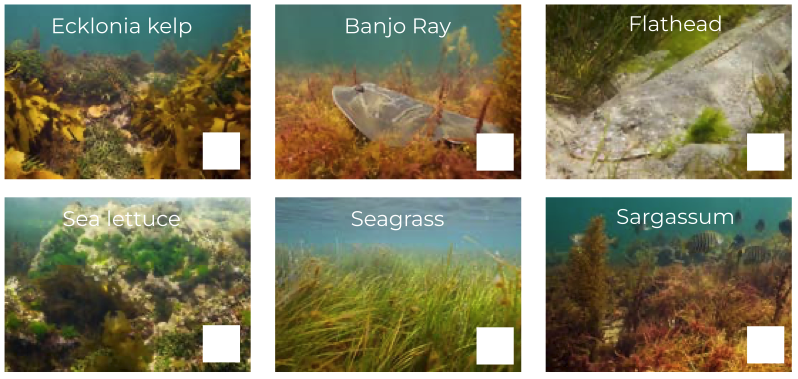 Ecklonia kelp
Banjo Ray
Flathead
Sea lettuce
Seagrass
Sargassum